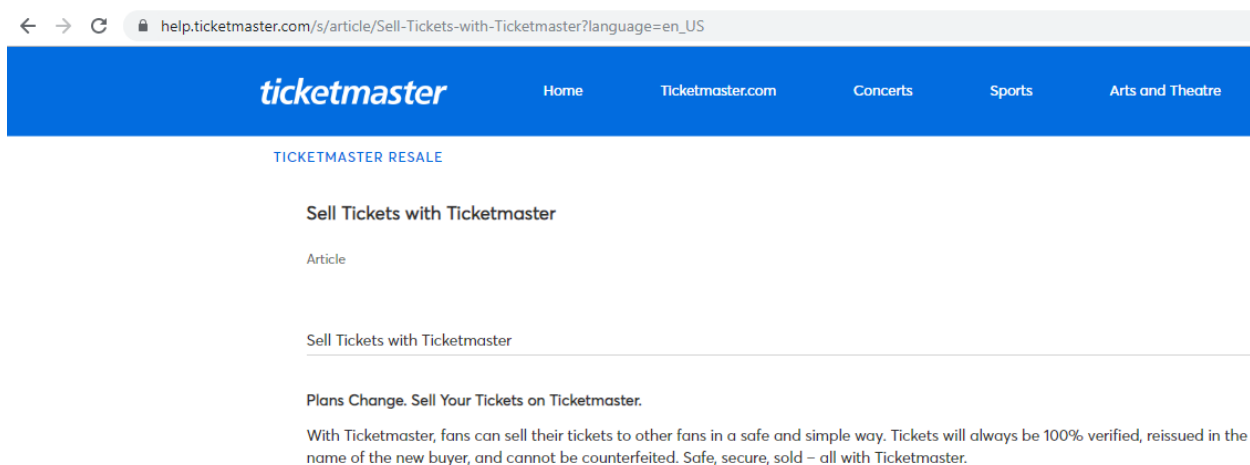 help.ticketmaster.com/s/article/Sell-Tickets-with-Ticketmaster?language=en_US
ticketmaster Home Ticketmaster.com Concerts Sports Arts and Theatre
TICKETMASTER RESALE
Sell Tickets with Ticketmaster
Article
Sell Tickets with Ticketmaster
Plans Change. Sell Your Tickets on Ticketmaster.
With Ticketmaster, fans can sell their tickets to other fans in a safe and simple way. Tickets will always be 100% verified, reissued in the
name of the new buyer, and cannot be counterfeited. Safe, secure, sold – all with Ticketmaster.